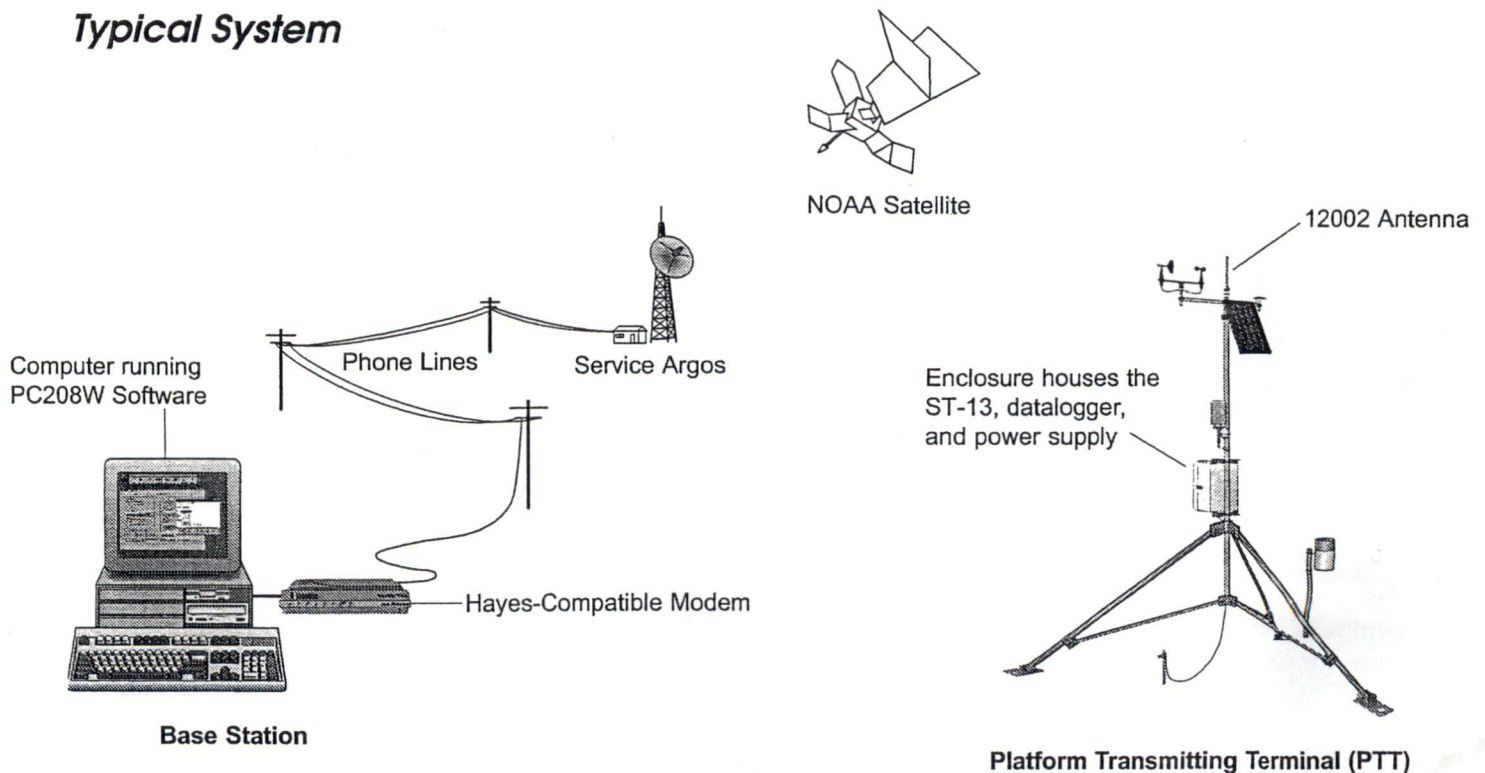 Typical System
NOAA Satellite
12002 Antenna
Phone Lines
Service Argos
Computer running
PC208W Software
Enclosure houses the
ST-13, datalogger,
and power supply
Hayes-Compatible Modem
Base Station
Platform Transmitting Terminal (PTT)